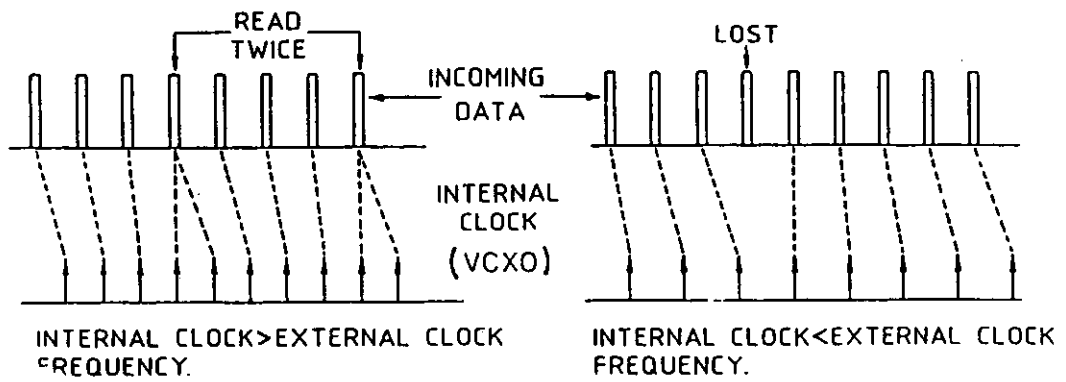 READ
TWICE
LOST
INCOMING
DATA
INTERNAL
CLOCK
(VCXO)
INTERNAL CLOCK>EXTERNAL CLOCK
FREQUENCY.
INTERNAL CLOCK<EXTERNAL CLOCK
FREQUENCY.